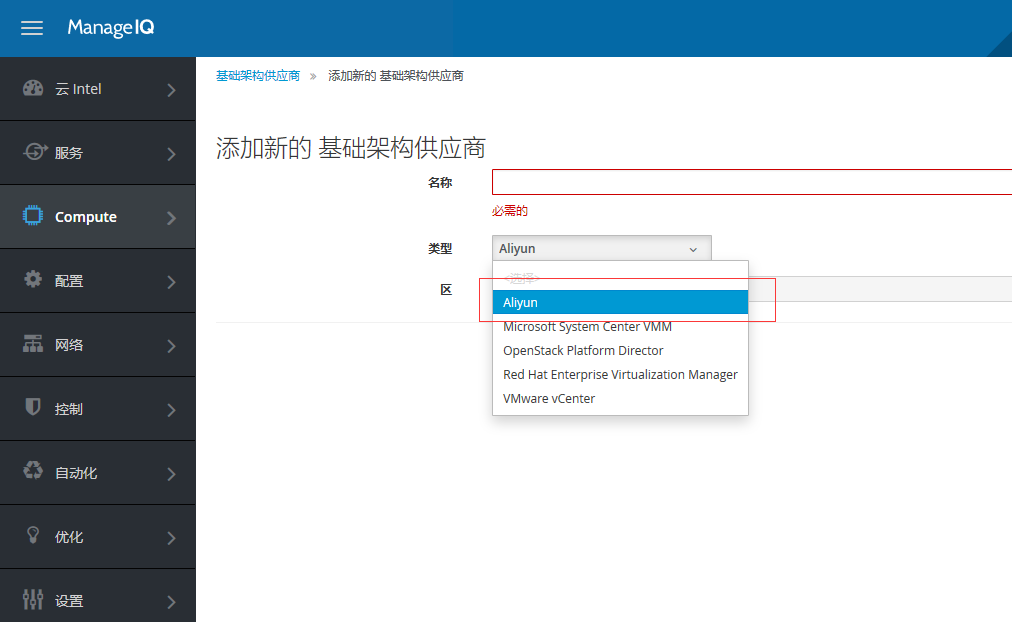 ManageIQ
云 Intel
服务
Compute
配置
网络
控制
自动化
优化
设置
基础架构供应商 » 添加新的 基础架构供应商
添加新的 基础架构供应商
名称
必需的
类型 Aliyun
<选择>
区
Aliyun
Microsoft System Center VMM
OpenStack Platform Director
Red Hat Enterprise Virtualization Manager
VMware vCenter